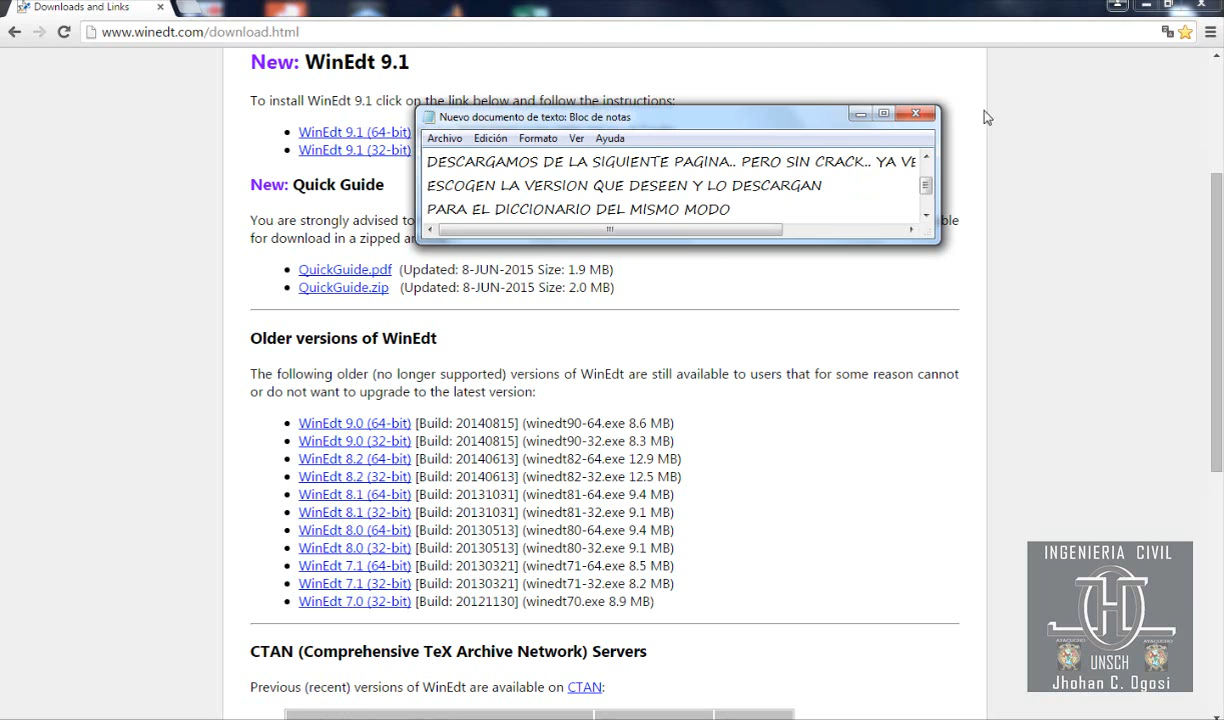 Downloads and Links
www.winedt.com/download.html
New: WinEdt 9.1
To install WinEdt 9.1 click on the link below and follow the instructions:
WinEdt 9.1 (64-bit)
WinEdt 9.1 (32-bit)
Nuevo documento de texto: Bloc de notas
Archivo Edición Formato Ver Ayuda
DESCARGAMOS DE LA SIGUIENTE PAGINA.. PERO SIN CRACK.. YA VE
ESCOGEN LA VERSION QUE DESEEN Y LO DESCARGAN
PARA EL DICCIONARIO DEL MISMO MODO
New: Quick Guide
You are strongly advised to
for download in a zipped
QuickGuide.pdf (Updated: 8-JUN-2015 Size: 1.9 MB)
QuickGuide.zip (Updated: 8-JUN-2015 Size: 2.0 MB)
Older versions of WinEdt
The following older (no longer supported) versions of WinEdt are still available to users that for some reason cannot
or do not want to upgrade to the latest version:
WinEdt 9.0 (64-bit) [Build: 20140815] (winedt90-64.exe 8.6 MB)
WinEdt 9.0 (32-bit) [Build: 20140815] (winedt90-32.exe 8.3 MB)
WinEdt 8.2 (64-bit) [Build: 20140613] (winedt82-64.exe 12.9 MB)
WinEdt 8.2 (32-bit) [Build: 20140613] (winedt82-32.exe 12.5 MB)
WinEdt 8.1 (64-bit) [Build: 20131031] (winedt81-64.exe 9.4 MB)
WinEdt 8.1 (32-bit) [Build: 20131031] (winedt81-32.exe 9.1 MB)
WinEdt 8.0 (64-bit) [Build: 20130513] (winedt80-64.exe 9.4 MB)
WinEdt 8.0 (32-bit) [Build: 20130513] (winedt80-32.exe 9.1 MB)
WinEdt 7.1 (64-bit) [Build: 20130321] (winedt71-64.exe 8.5 MB)
WinEdt 7.1 (32-bit) [Build: 20130321] (winedt71-32.exe 8.2 MB)
WinEdt 7.0 (32-bit) [Build: 20121130] (winedt70.exe 8.9 MB)
CTAN (Comprehensive TeX Archive Network) Servers
Previous (recent) versions of WinEdt are available on CTAN:
INGENIERIA CIVIL
UNSCH
Jhohan C. Ogosi